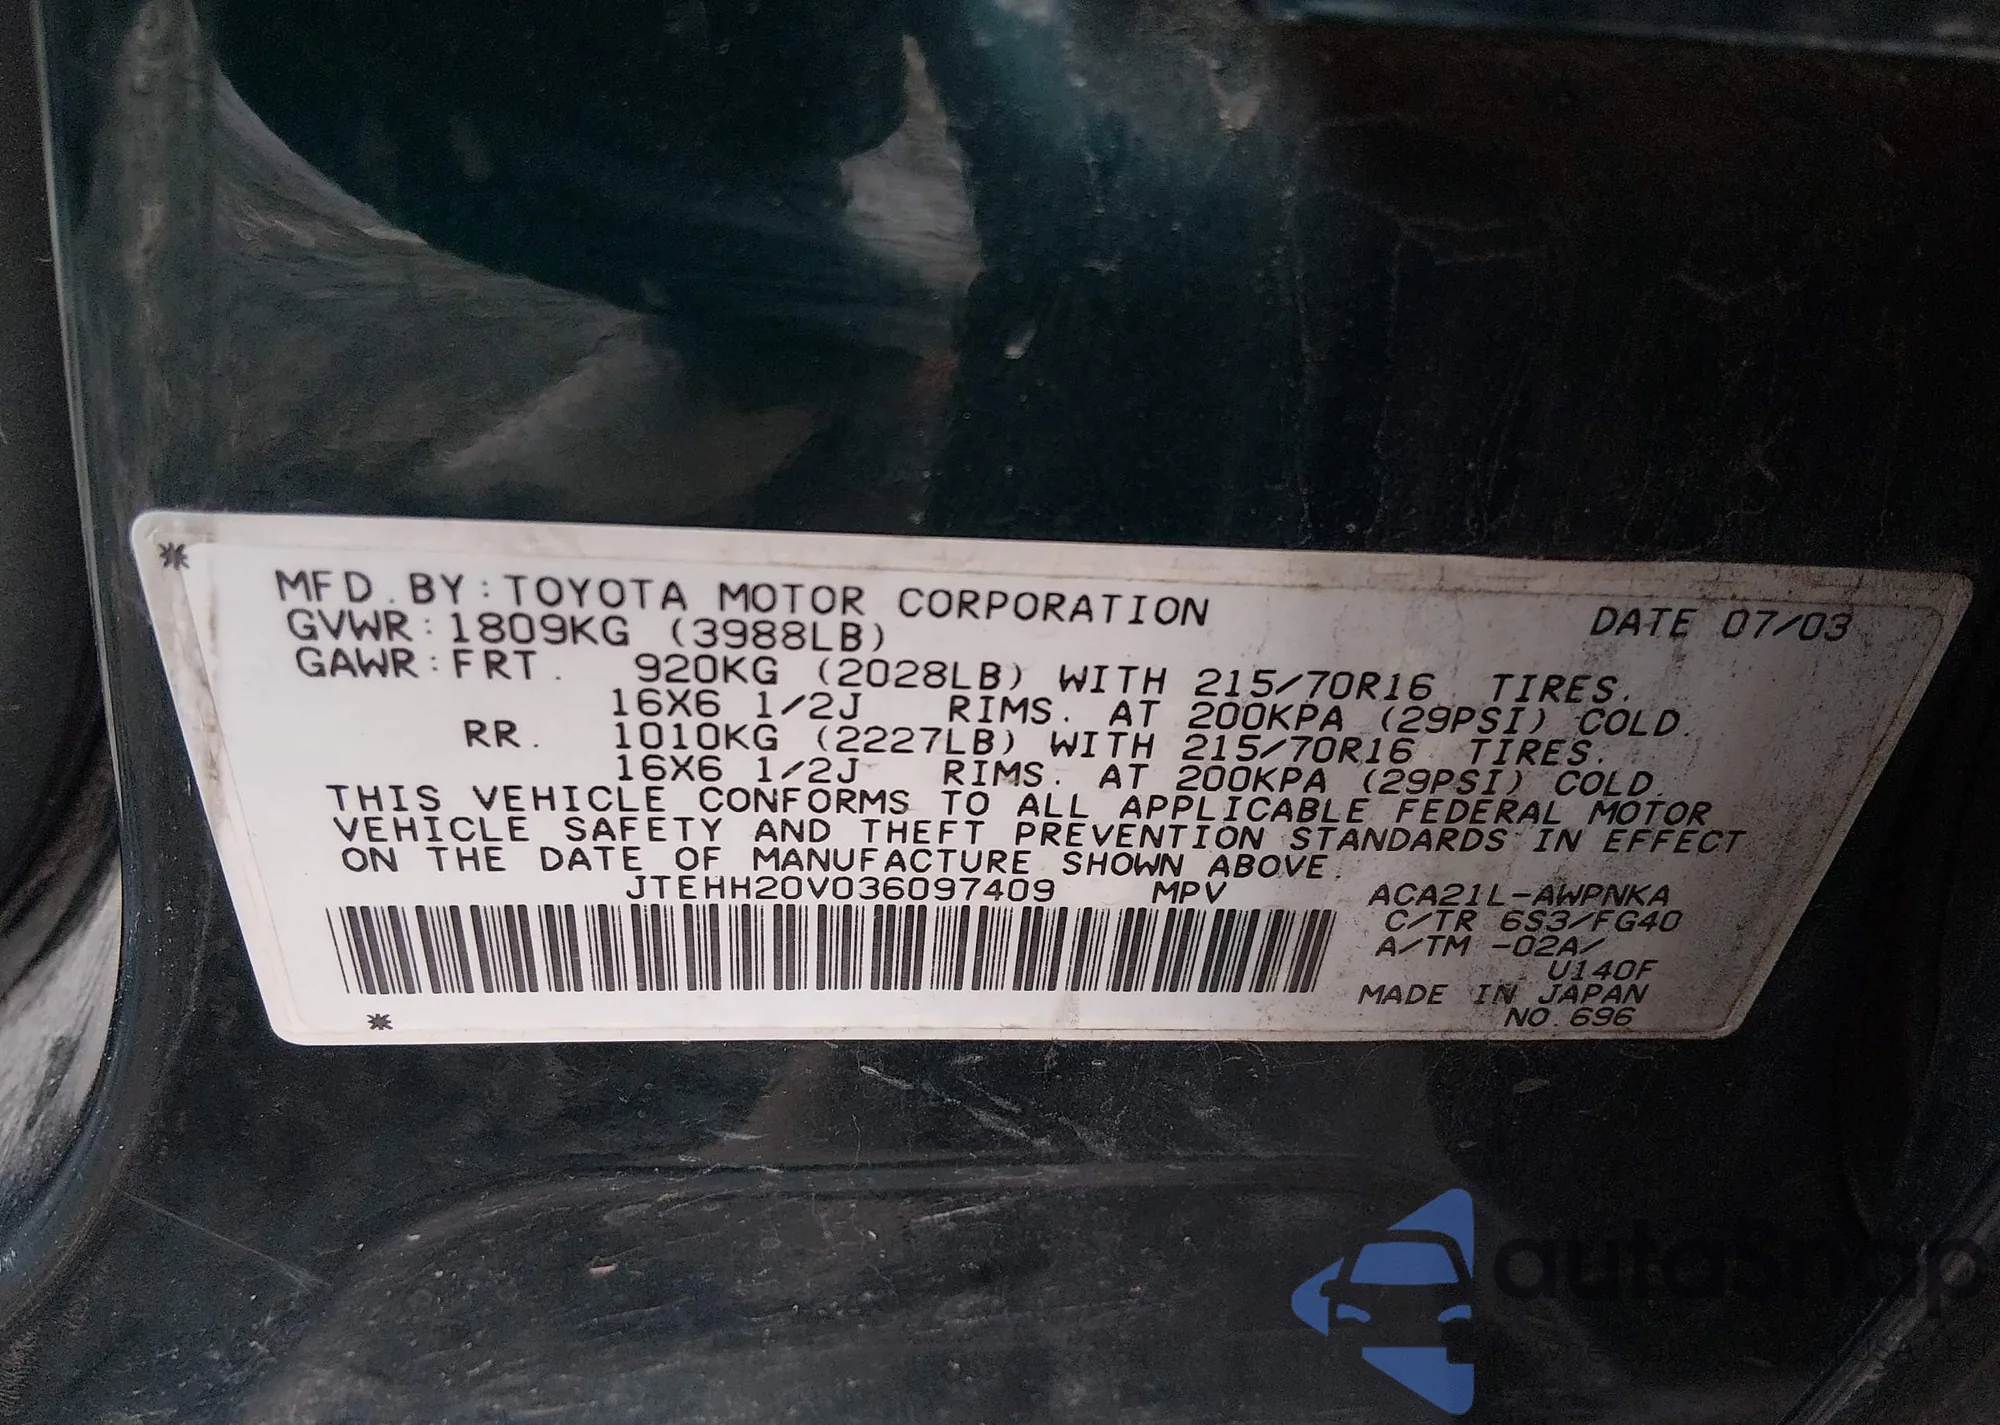 MFD. BY: TOYOTA MOTOR CORPORATION DATE 07/03
GVWR: 1809KG (3988LB)
GAWR: FRT. 920KG (2028LB) WITH 215/70R16 TIRES.
16X6 1/2J RIMS. AT 200KPA (29PSI) COLD.
RR. 1010KG (2227LB) WITH 215/70R16 TIRES.
16X6 1/2J RIMS. AT 200KPA (29PSI) COLD.
THIS VEHICLE CONFORMS TO ALL APPLICABLE FEDERAL MOTOR
VEHICLE SAFETY AND THEFT PREVENTION STANDARDS IN EFFECT
ON THE DATE OF MANUFACTURE SHOWN ABOVE.
JTEHH20V036097409 MPV ACA21L-AWPNKA
C/TR 6S3/FG40
A/TM -02A/
U140F
MADE IN JAPAN
NO.696
autosnap